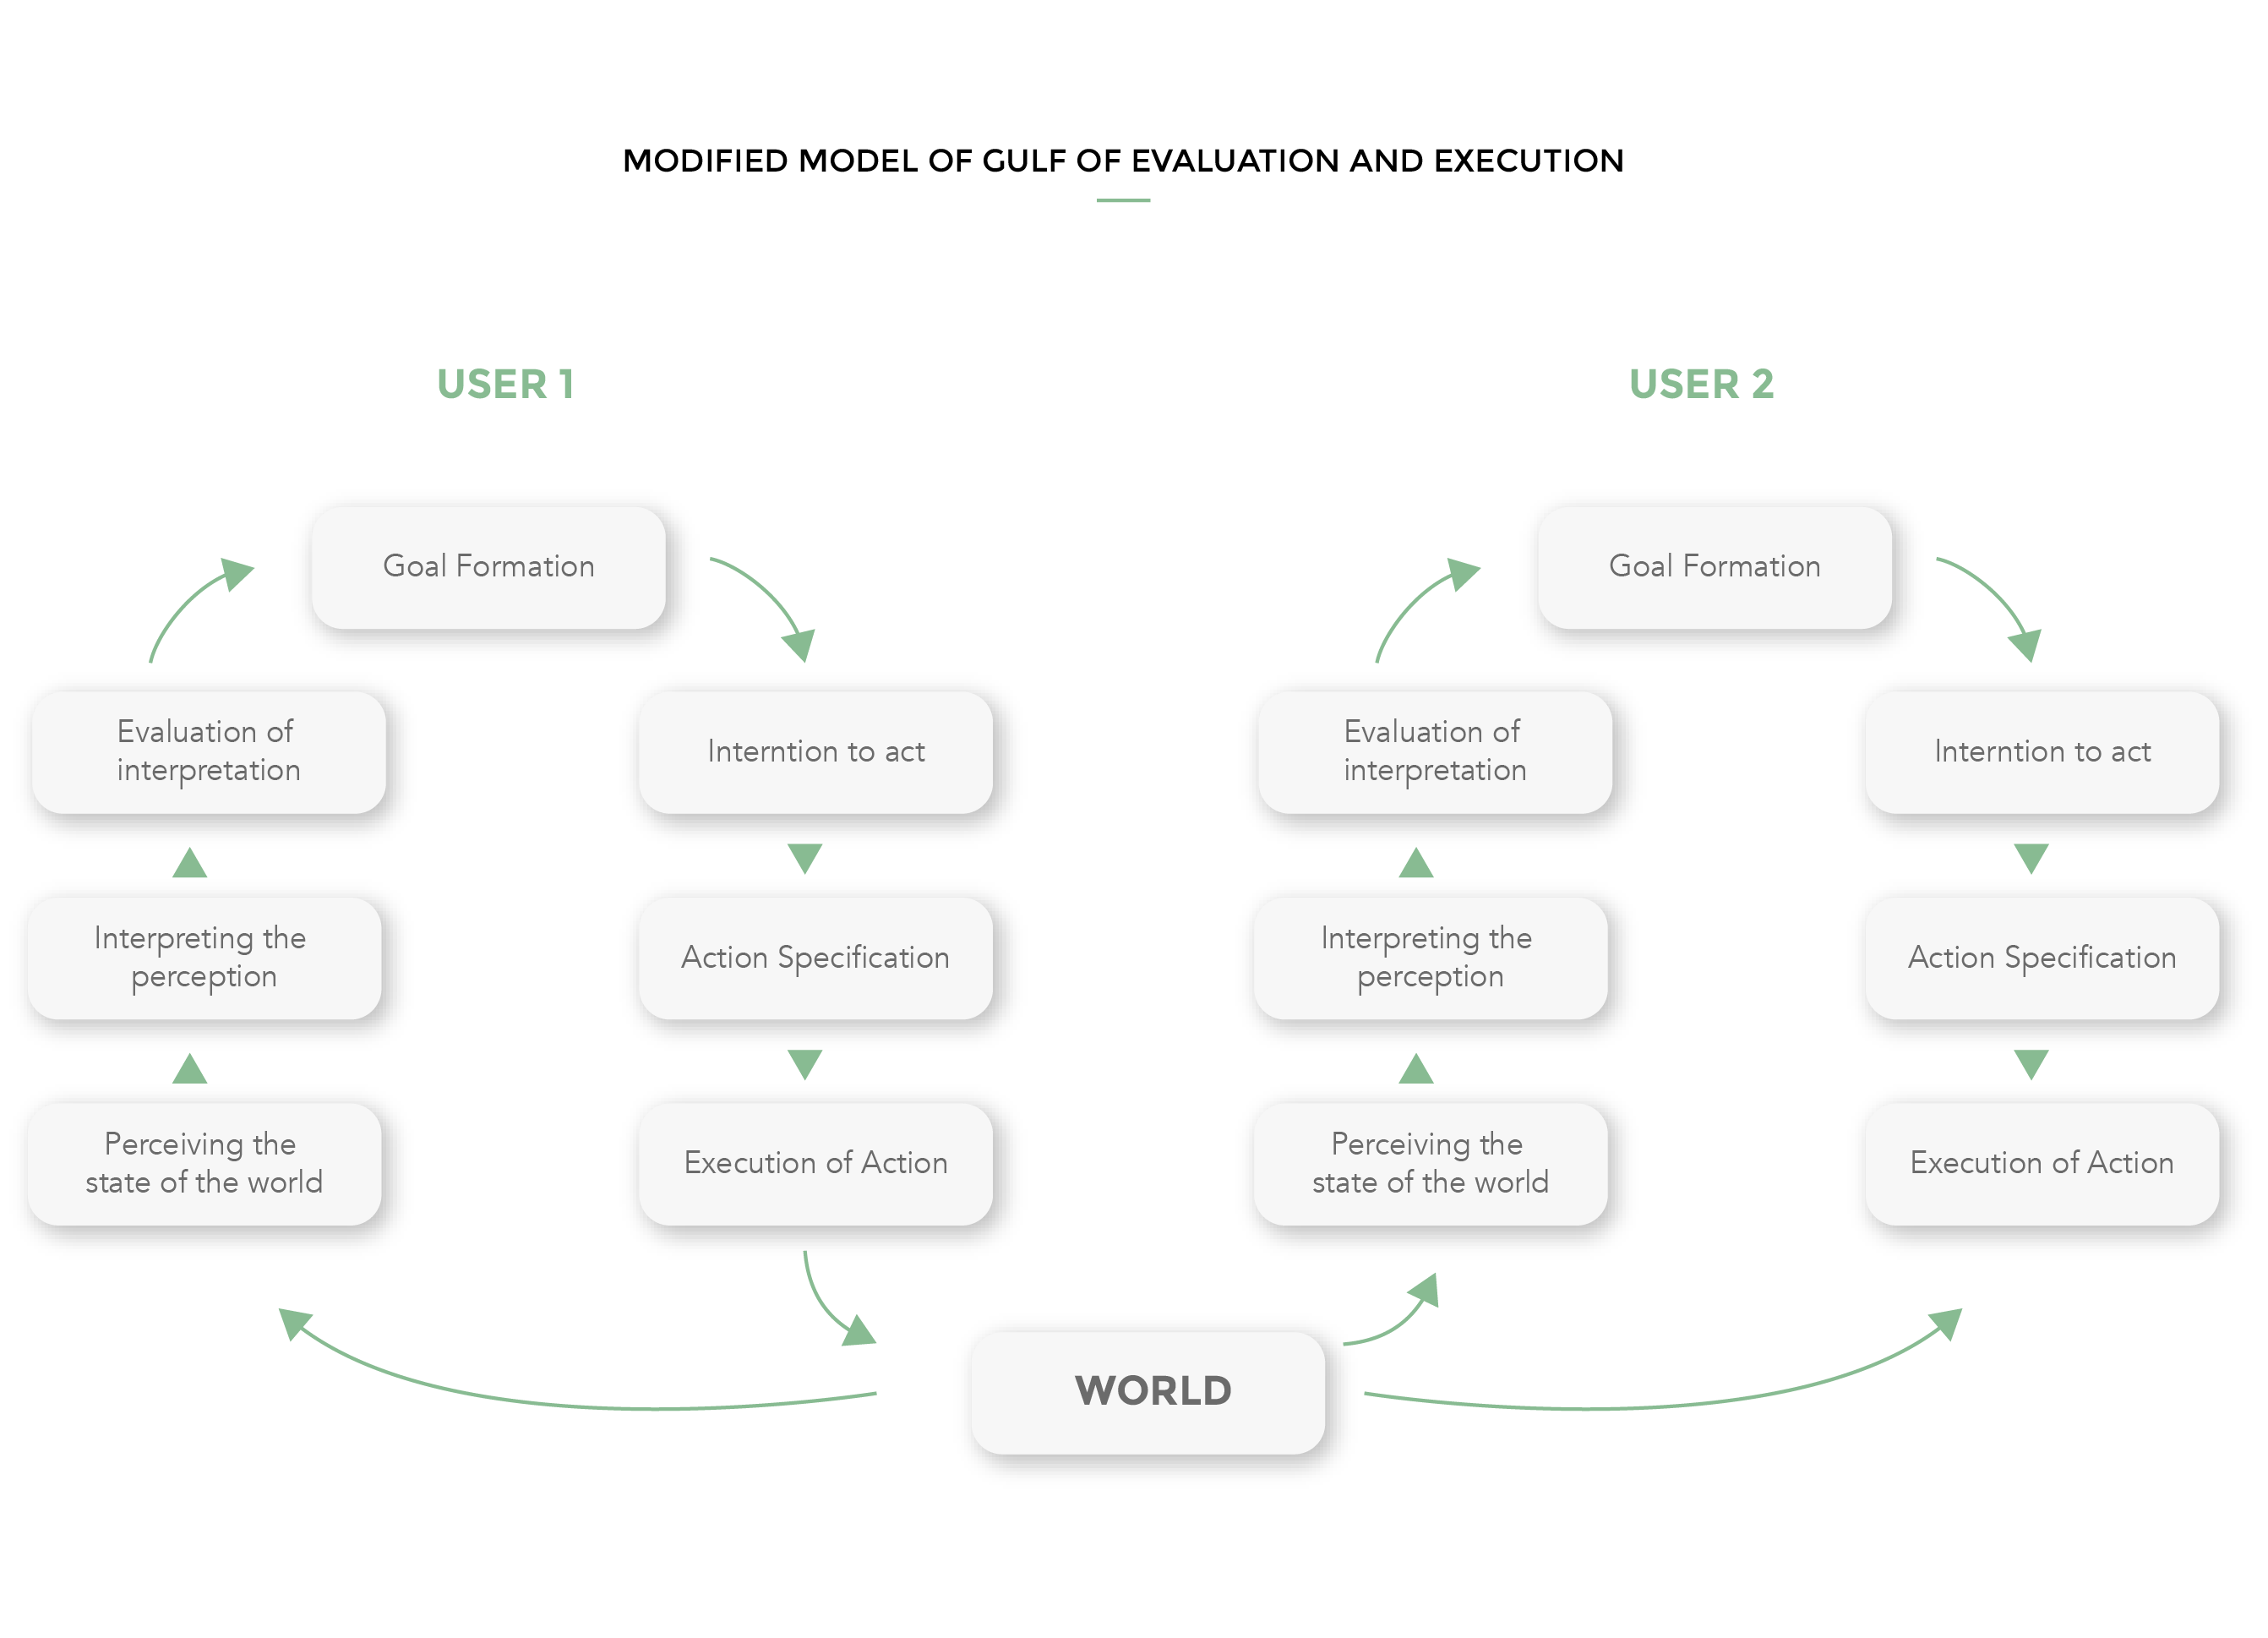 MODIFIED MODEL OF GULF OF EVALUATION AND EXECUTION
USER 1
Goal Formation
Evaluation of
interpretation
Interntion to act
Interpreting the
perception
Action Specification
Perceiving the
state of the world
Execution of Action
USER 2
Goal Formation
Evaluation of
interpretation
Interntion to act
Interpreting the
perception
Action Specification
Perceiving the
state of the world
Execution of Action
WORLD